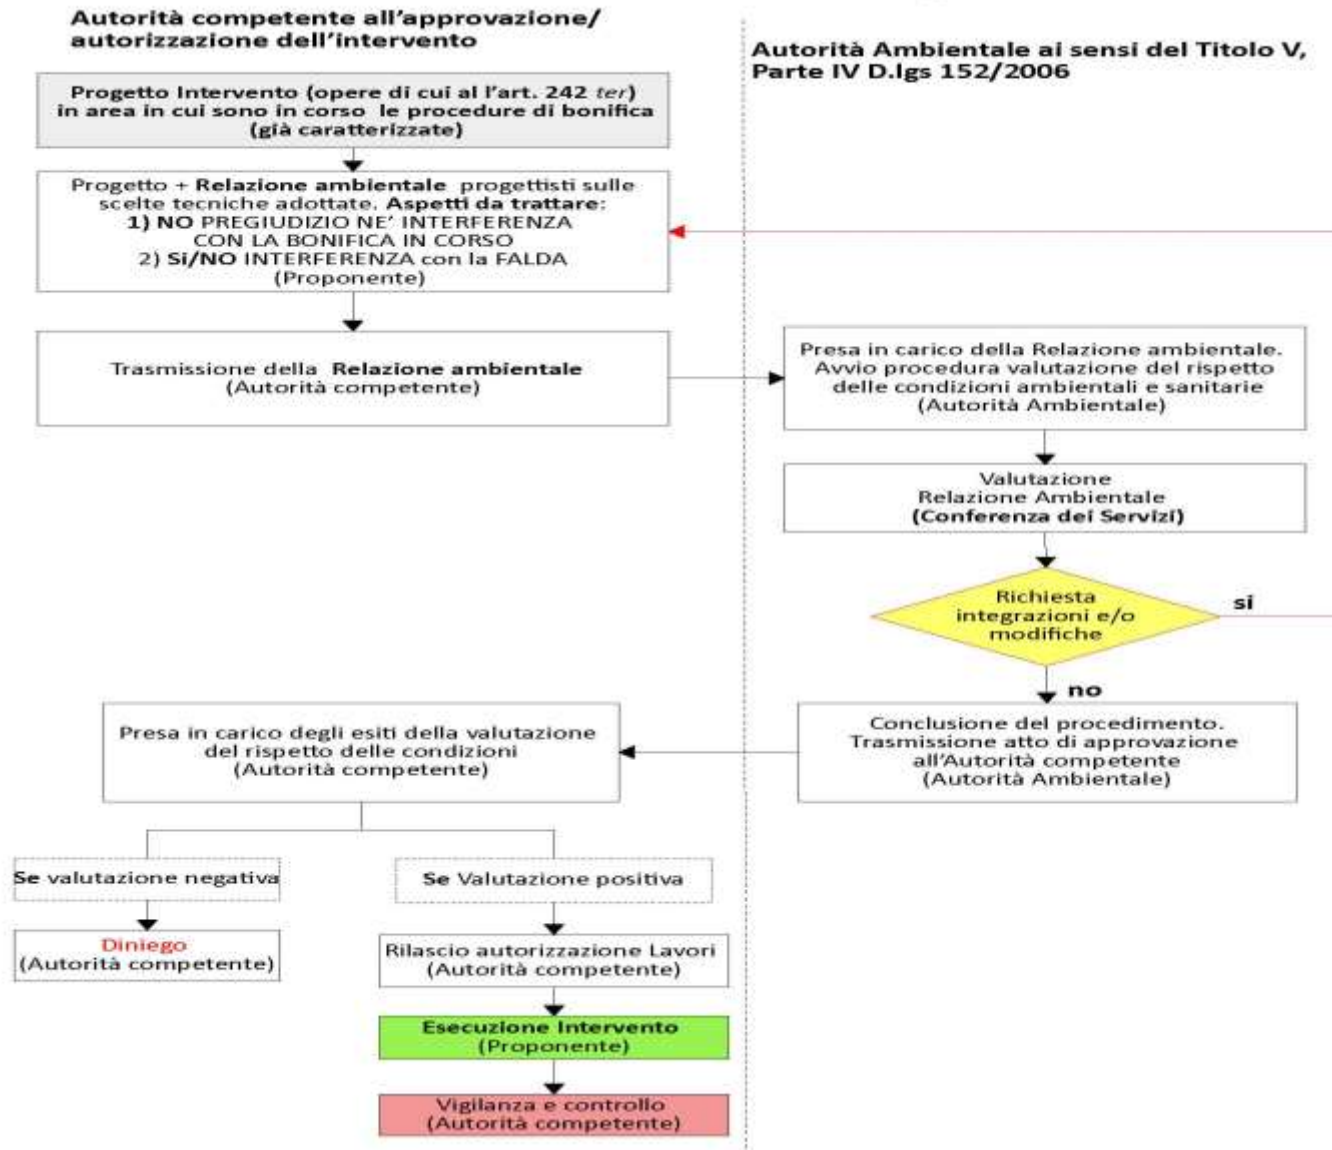 Autorità competente all'approvazione/
autorizzazione dell'intervento
Autorità Ambientale ai sensi del Titolo V,
Parte IV D.lgs 152/2006
Progetto Intervento (opere di cui al l'art. 242 ter)
in area in cui sono in corso le procedure di bonifica
(già caratterizzate)
Progetto + Relazione ambientale progettisti sulle
scelte tecniche adottate. Aspetti da trattare:
1) NO PREGIUDIZIO NE' INTERFERENZA
CON LA BONIFICA IN CORSO
2) Si/NO INTERFERENZA con la FALDA
(Proponente)
Trasmissione della Relazione ambientale
(Autorità competente)
Presa in carico della Relazione ambientale.
Avvio procedura valutazione del rispetto
delle condizioni ambientali e sanitarie
(Autorità Ambientale)
Valutazione
Relazione Ambientale
(Conferenza dei Servizi)
Richiesta
integrazioni e/o
modifiche
si
no
Conclusione del procedimento.
Trasmissione atto di approvazione
all'Autorità competente
(Autorità Ambientale)
Presa in carico degli esiti della valutazione
del rispetto delle condizioni
(Autorità competente)
Se valutazione negativa
Se Valutazione positiva
Diniego
(Autorità competente)
Rilascio autorizzazione Lavori
(Autorità competente)
Esecuzione Intervento
(Proponente)
Vigilanza e controllo
(Autorità competente)